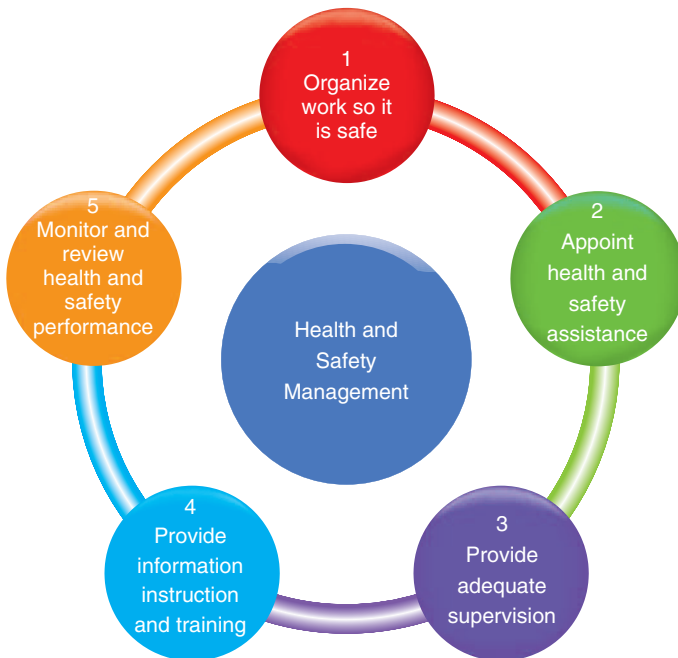 1
Organize
work so it
is safe
2
Appoint
health and
safety
assistance
3
Provide
adequate
supervision
4
Provide
information
instruction
and training
5
Monitor and
review
health and
safety
performance
Health and
Safety
Management